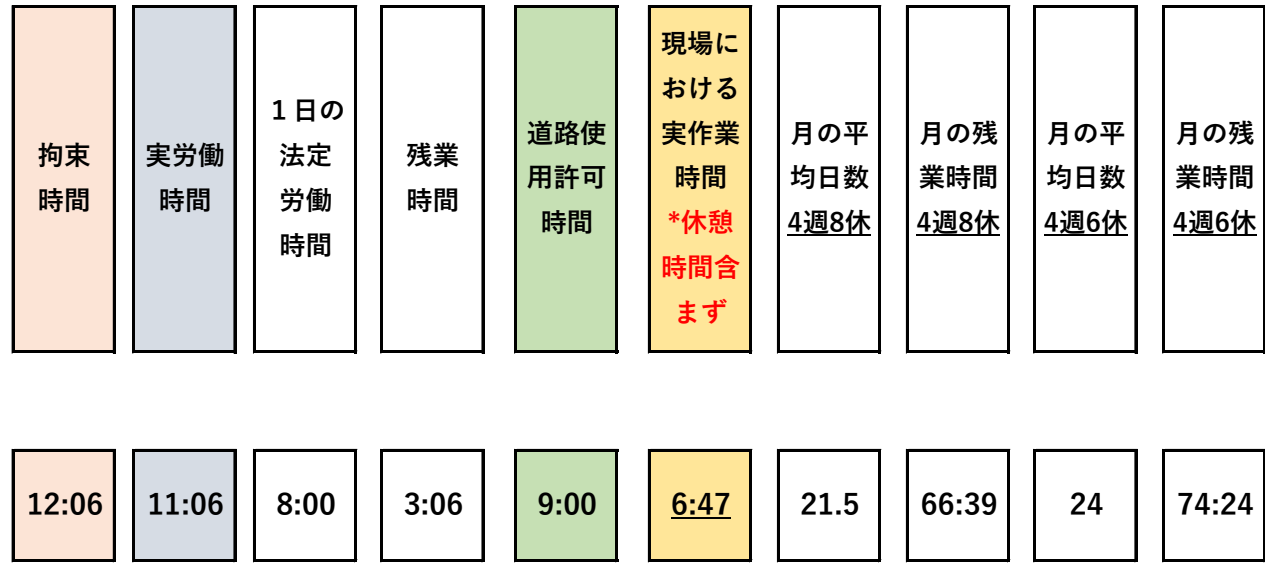 拘束
時間
実労働
時間
１日の
法定
労働
時間
残業
時間
道路使
用許可
時間
現場に
おける
実作業
時間
*休憩
時間含
まず
月の平
均日数
4週8休
月の残
業時間
4週8休
月の平
均日数
4週6休
月の残
業時間
4週6休
12:06
11:06
8:00
3:06
9:00
6:47
21.5
66:39
24
74:24